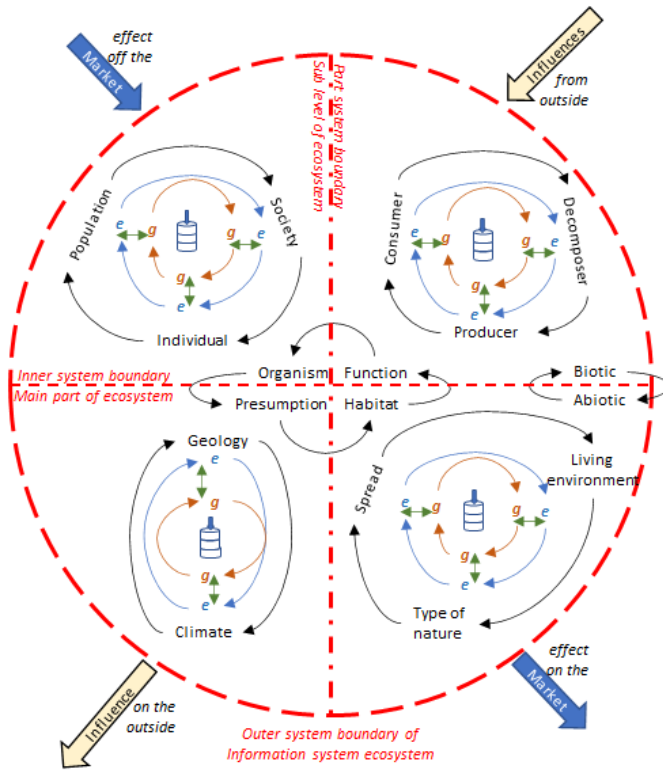 effect
off the
Market
Influences
from
outside
Sub level of ecosystem
Part system boundary
Population
Society
Individual
e
g
g
e
g
e
Consumer
Decomposer
Producer
e
g
g
e
g
e
Inner system boundary
Main part of ecosystem
Organism
Function
Presumption
Habitat
Biotic
Abiotic
Geology
e
g
g
e
Climate
Spread
Living
environment
e
g
g
e
g
e
Type of
nature
Influence
on the
outside
effect
on the
Market
Outer system boundary of
Information system ecosystem